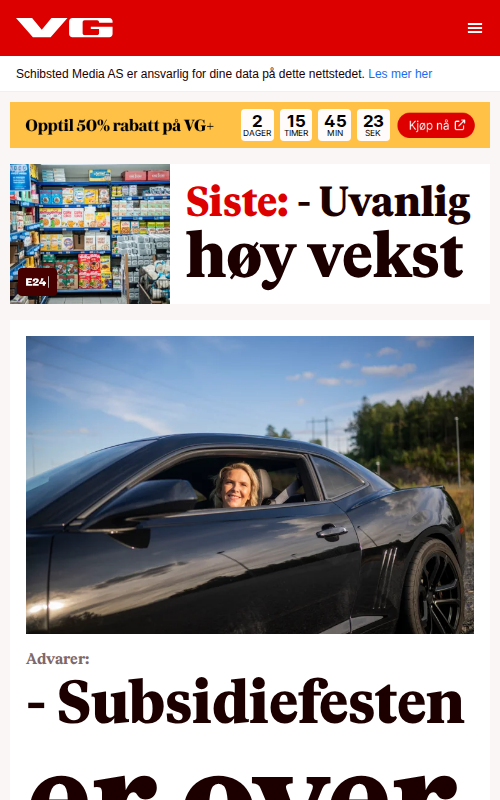 VG
Schibsted Media AS er ansvarlig for dine data på dette nettstedet. Les mer her
Opptil 50% rabatt på VG+
2 15 45 23
DAGER TIMER MIN SEK
Kjøp nå
Siste: - Uvanlig
høy vekst
E24
Advarer:
- Subsidiefesten
er over